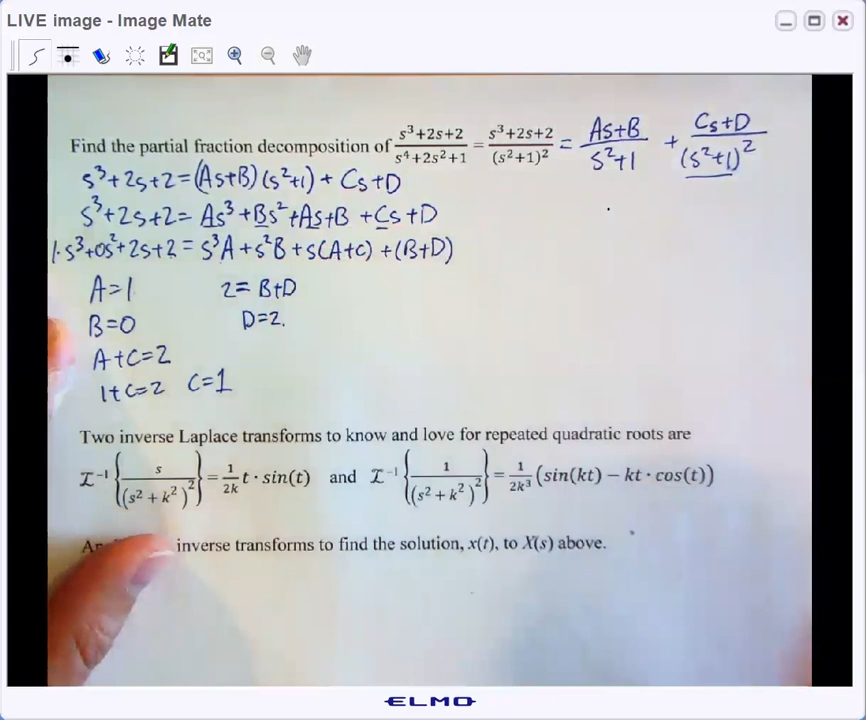 LIVE image - Image Mate
Find the partial fraction decomposition of (s³+2s+2)/(s⁴+2s²+1) = (s³+2s+2)/(s²+1)² = (As+B)/(s²+1) + (Cs+D)/(s²+1)²
s³+2s+2=(As+B)(s²+1)+ Cs+D
s³+2s+2= As³+Bs²+As+B +Cs+D
1·s³+0s²+2s+2= s³A+s²B+s(A+C)+(B+D)
A=1 2= B+D
B=0 D=2.
A+C=2
1+C=2 C=1
Two inverse Laplace transforms to know and love for repeated quadratic roots are
ℒ⁻¹{s/(s²+k²)²} = 1/2k t·sin(t) and ℒ⁻¹{1/(s²+k²)²} = 1/2k³ (sin(kt) − kt·cos(t))
inverse transforms to find the solution, x(t), to X(s) above.
ELMO